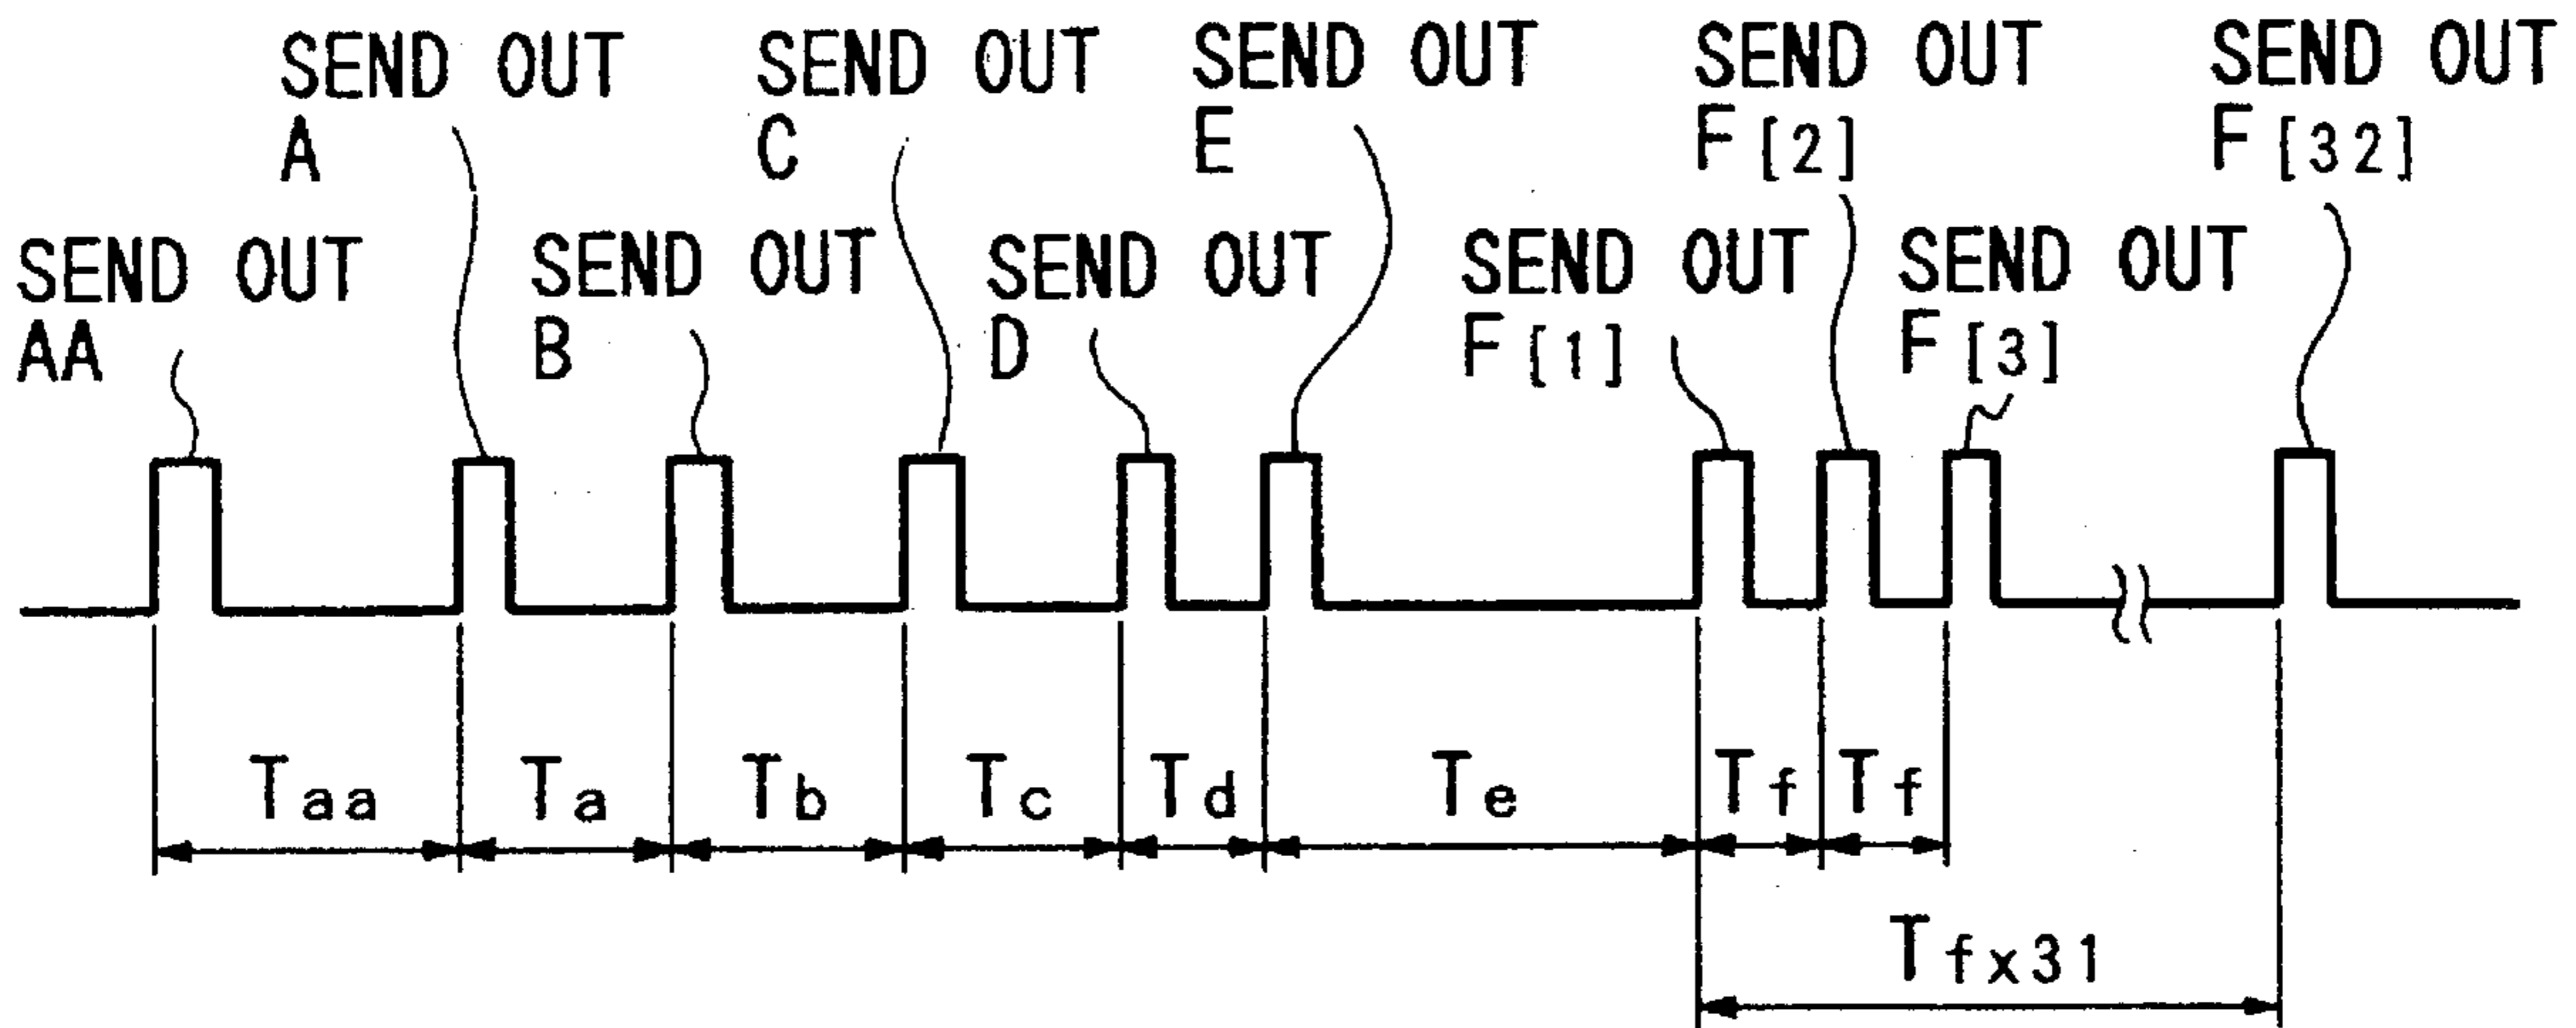 SEND OUT
A
SEND OUT
C
SEND OUT
E
SEND OUT
F[2]
SEND OUT
F[32]
SEND OUT
AA
SEND OUT
B
SEND OUT
D
SEND OUT
F[1]
SEND OUT
F[3]
Taa
Ta
Tb
Tc
Td
Te
Tf
Tf
Tfx31